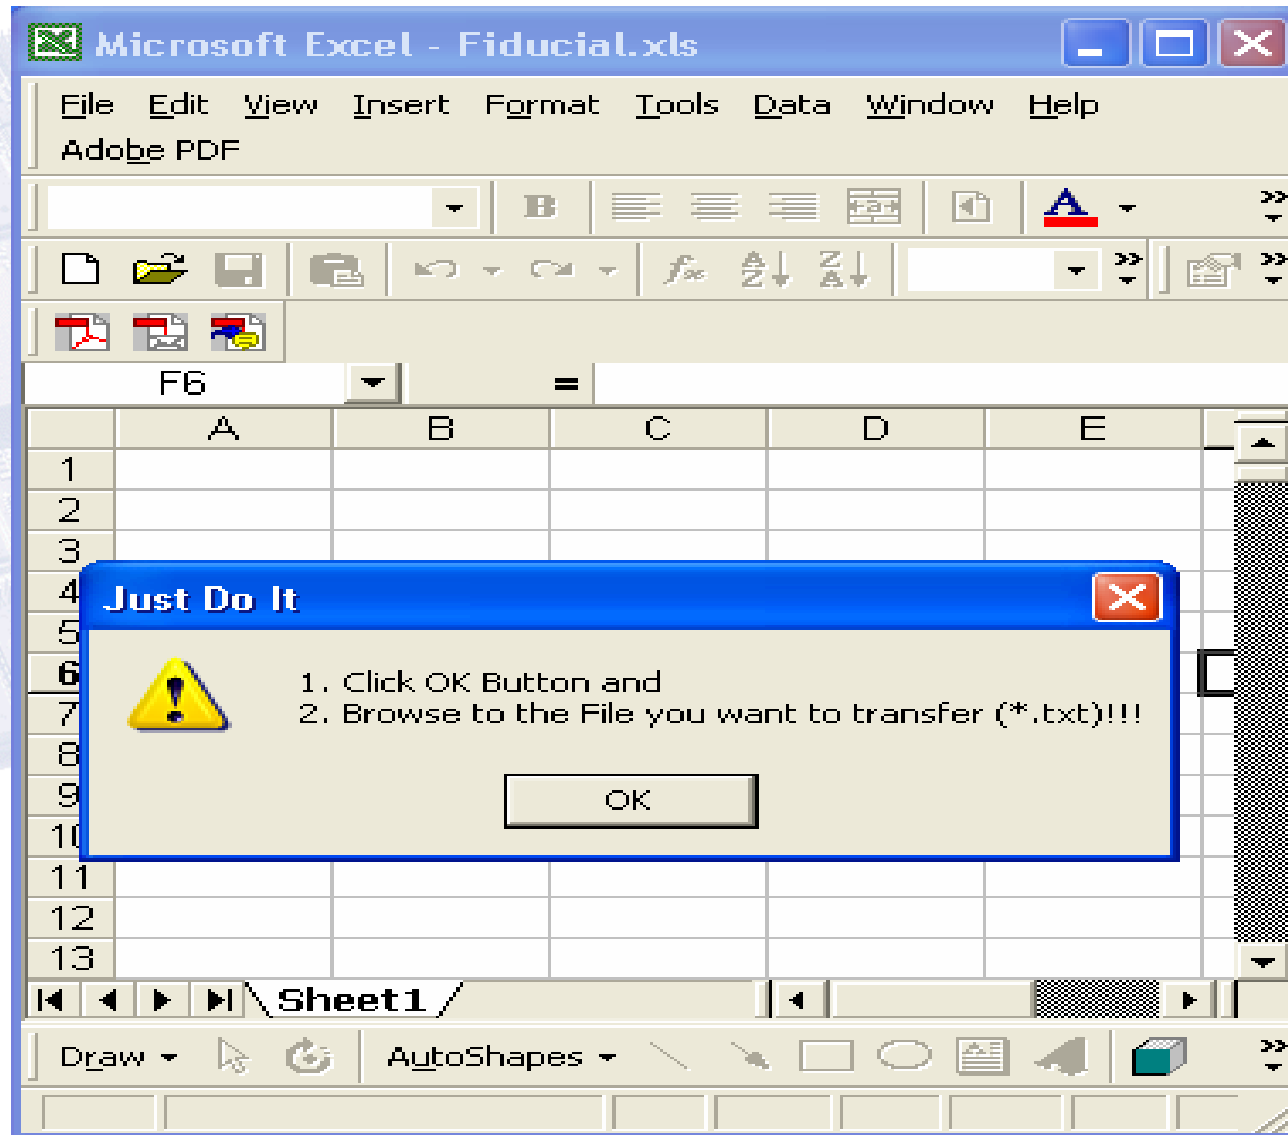 Microsoft Excel - Fiducial.xls
File Edit View Insert Format Tools Data Window Help
Adobe PDF
B A
F6 =
A B C D E
1
2
3
4
5
6
7
8
9
10
11
12
13
Just Do It
1. Click OK Button and
2. Browse to the File you want to transfer (*.txt)!!!
OK
Sheet1
Draw AutoShapes